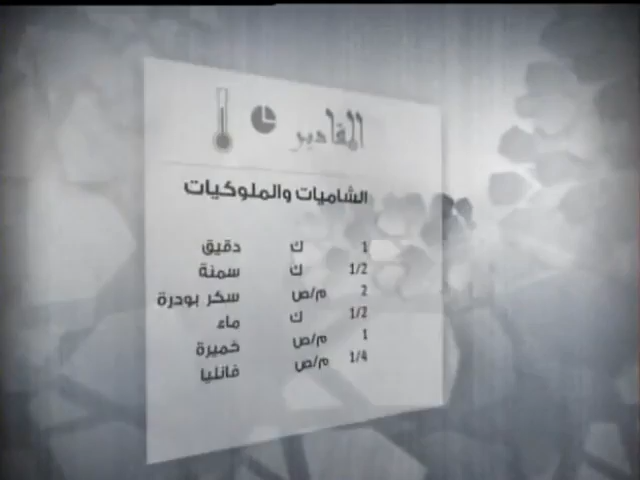 المقادير
الشاميات والملوكيات
1 ك دقيق
1/2 ك سمنة
2 م/ص سكر بودرة
1/2 ك ماء
1 م/ص خميرة
1/4 م/ص فانليا